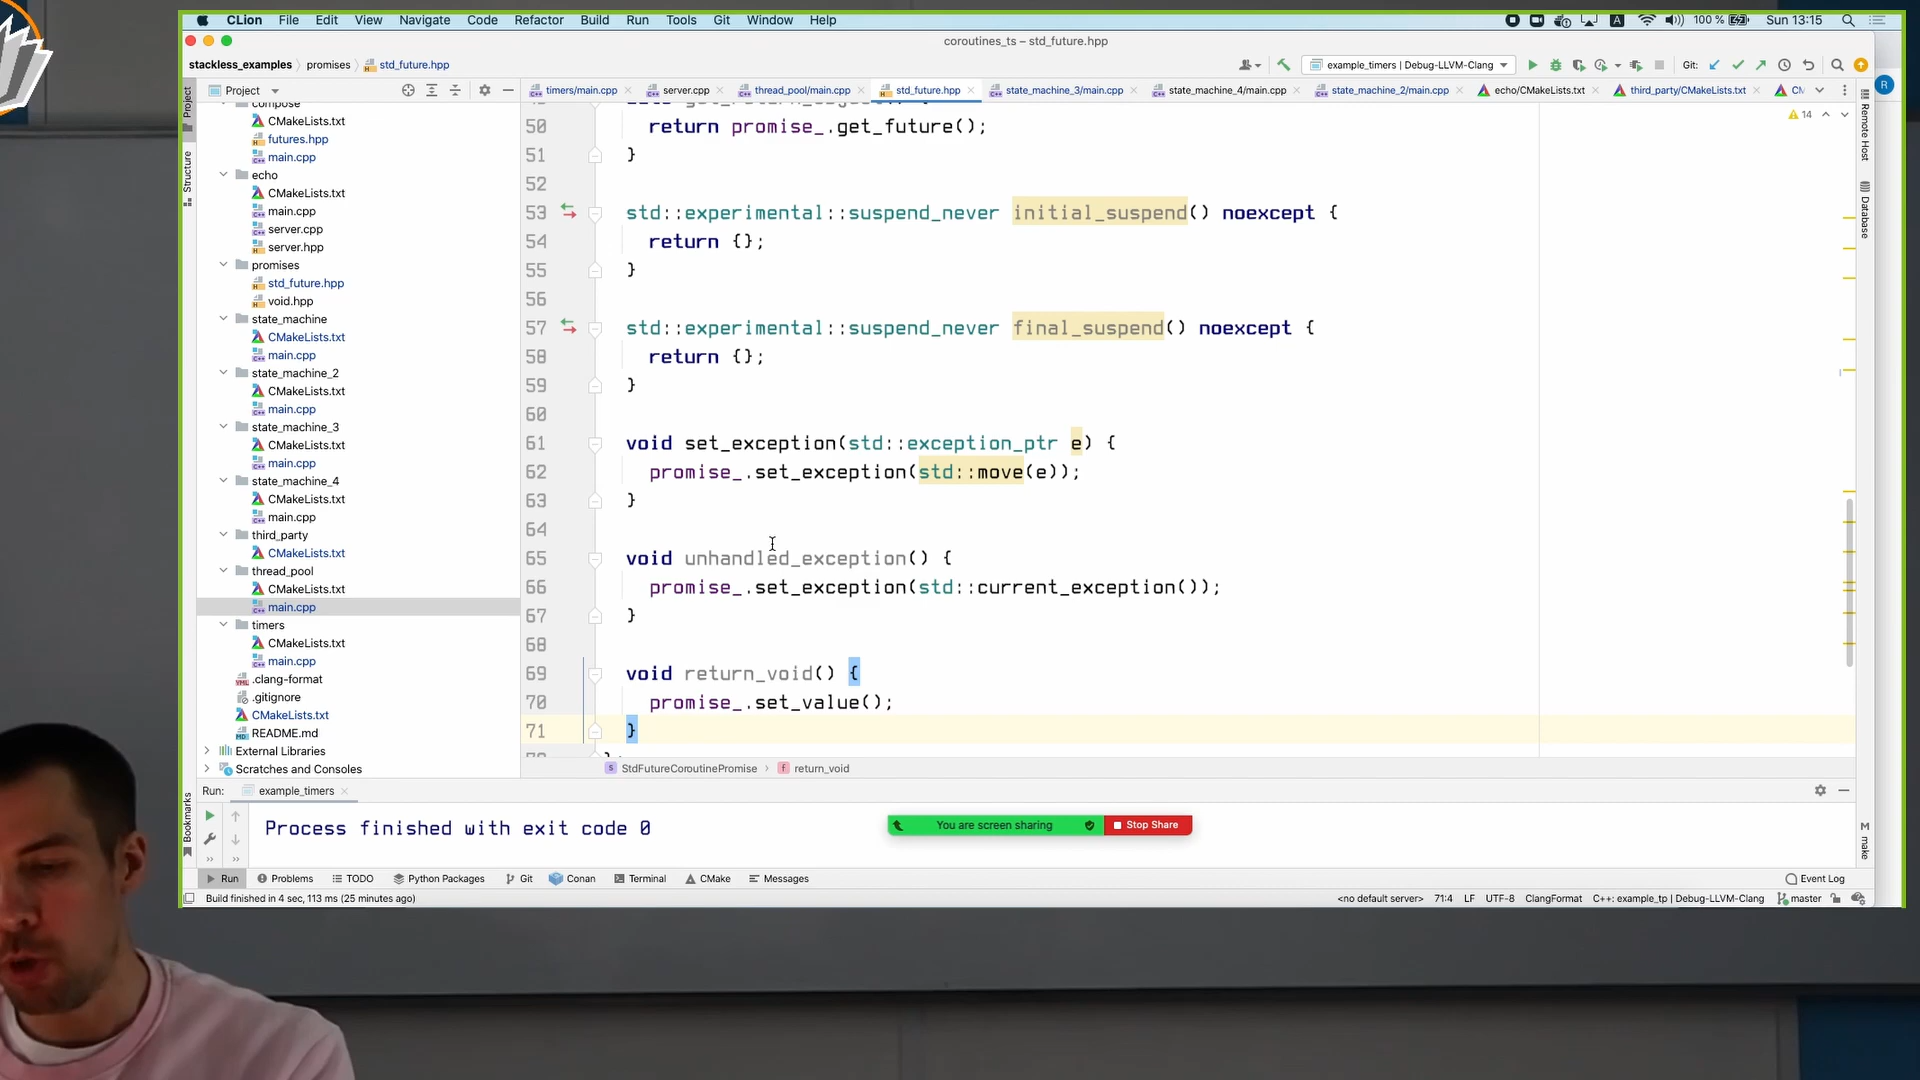 CLion File Edit View Navigate Code Refactor Build Run Tools Git Window Help A 100 % Sun 13:15
coroutines_ts – std_future.hpp
stackless_examples promises std_future.hpp example_timers | Debug-LLVM-Clang Git: R
Project timers/main.cpp server.cpp thread_pool/main.cpp std_future.hpp state_machine_3/main.cpp state_machine_4/main.cpp state_machine_2/main.cpp echo/CMakeLists.txt third_party/CMakeLists.txt
Project
Structure
Bookmarks
compose
CMakeLists.txt
futures.hpp
main.cpp
echo
CMakeLists.txt
main.cpp
server.cpp
server.hpp
promises
std_future.hpp
void.hpp
state_machine
CMakeLists.txt
main.cpp
state_machine_2
CMakeLists.txt
main.cpp
state_machine_3
CMakeLists.txt
main.cpp
state_machine_4
CMakeLists.txt
main.cpp
third_party
CMakeLists.txt
thread_pool
CMakeLists.txt
main.cpp
timers
CMakeLists.txt
main.cpp
.clang-format
.gitignore
CMakeLists.txt
README.md
External Libraries
Scratches and Consoles
14
50 return promise_.get_future();
51 }
52
53 std::experimental::suspend_never initial_suspend() noexcept {
54 return {};
55 }
56
57 std::experimental::suspend_never final_suspend() noexcept {
58 return {};
59 }
60
61 void set_exception(std::exception_ptr e) {
62 promise_.set_exception(std::move(e));
63 }
64
65 void unhandled_exception() {
66 promise_.set_exception(std::current_exception());
67 }
68
69 void return_void() {
70 promise_.set_value();
71 }
Remote Host
Database
make
StdFutureCoroutinePromise return_void
Run: example_timers
Process finished with exit code 0
You are screen sharing Stop Share
Run Problems TODO Python Packages Git Conan Terminal CMake Messages Event Log
Build finished in 4 sec, 113 ms (25 minutes ago) <no default server> 71:4 LF UTF-8 ClangFormat C++: example_tp | Debug-LLVM-Clang master